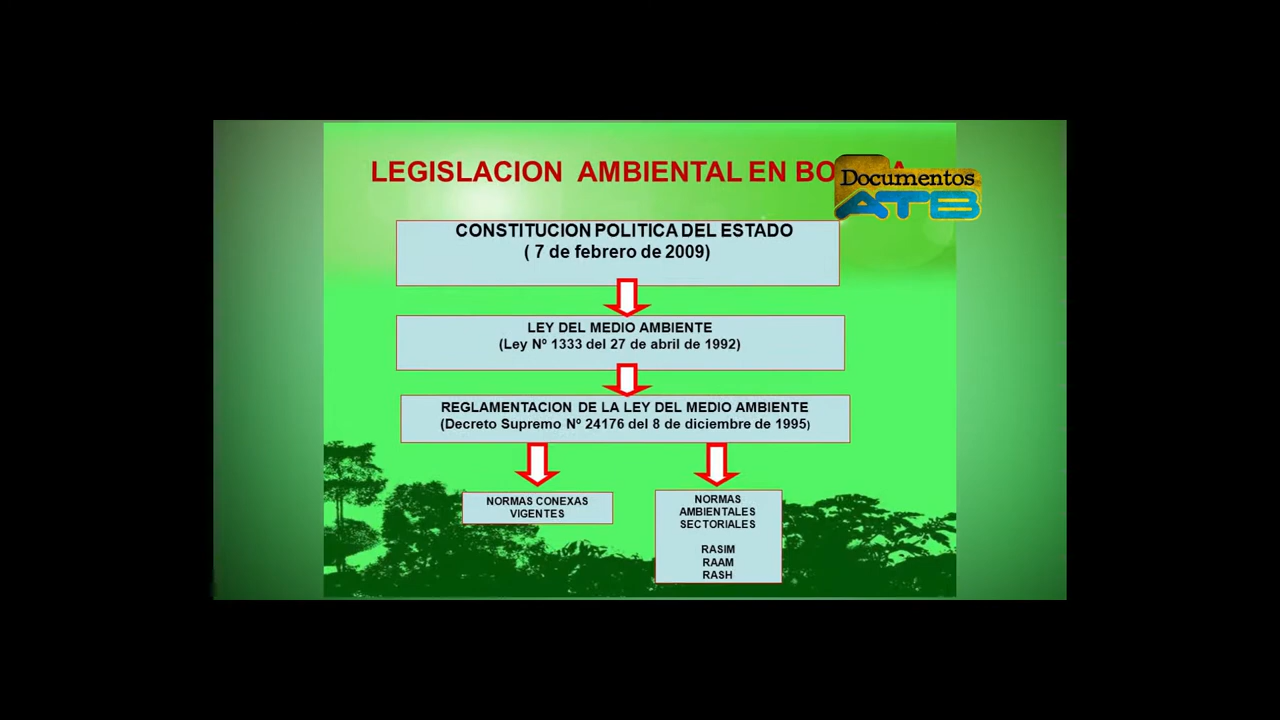 LEGISLACION AMBIENTAL EN BO A
Documentos
ATB
CONSTITUCION POLITICA DEL ESTADO
( 7 de febrero de 2009)
LEY DEL MEDIO AMBIENTE
(Ley Nº 1333 del 27 de abril de 1992)
REGLAMENTACION DE LA LEY DEL MEDIO AMBIENTE
(Decreto Supremo Nº 24176 del 8 de diciembre de 1995)
NORMAS CONEXAS
VIGENTES
NORMAS
AMBIENTALES
SECTORIALES
RASIM
RAAM
RASH